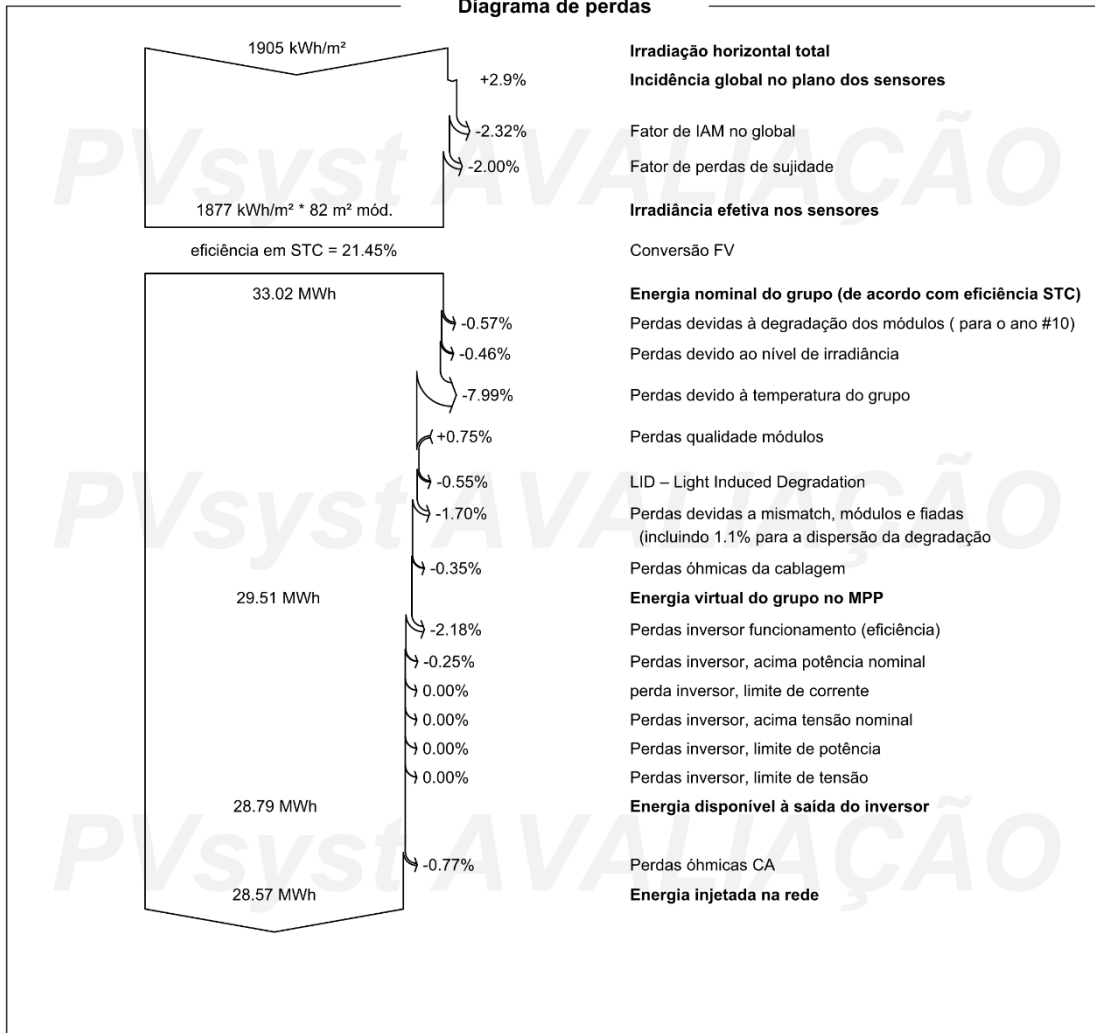 Diagrama de perdas
1905 kWh/m²
Irradiação horizontal total
+2.9%
Incidência global no plano dos sensores
-2.32%
Fator de IAM no global
-2.00%
Fator de perdas de sujidade
1877 kWh/m² * 82 m² mód.
Irradiância efetiva nos sensores
eficiência em STC = 21.45%
Conversão FV
33.02 MWh
Energia nominal do grupo (de acordo com eficiência STC)
-0.57%
Perdas devidas à degradação dos módulos ( para o ano #10)
-0.46%
Perdas devido ao nível de irradiância
-7.99%
Perdas devido à temperatura do grupo
+0.75%
Perdas qualidade módulos
-0.55%
LID – Light Induced Degradation
-1.70%
Perdas devidas a mismatch, módulos e fiadas
(incluindo 1.1% para a dispersão da degradação
-0.35%
Perdas óhmicas da cablagem
29.51 MWh
Energia virtual do grupo no MPP
-2.18%
Perdas inversor funcionamento (eficiência)
-0.25%
Perdas inversor, acima potência nominal
0.00%
perda inversor, limite de corrente
0.00%
Perdas inversor, acima tensão nominal
0.00%
Perdas inversor, limite de potência
0.00%
Perdas inversor, limite de tensão
28.79 MWh
Energia disponível à saída do inversor
-0.77%
Perdas óhmicas CA
28.57 MWh
Energia injetada na rede
PVsyst AVALIAÇÃO
PVsyst AVALIAÇÃO
PVsyst AVALIAÇÃO